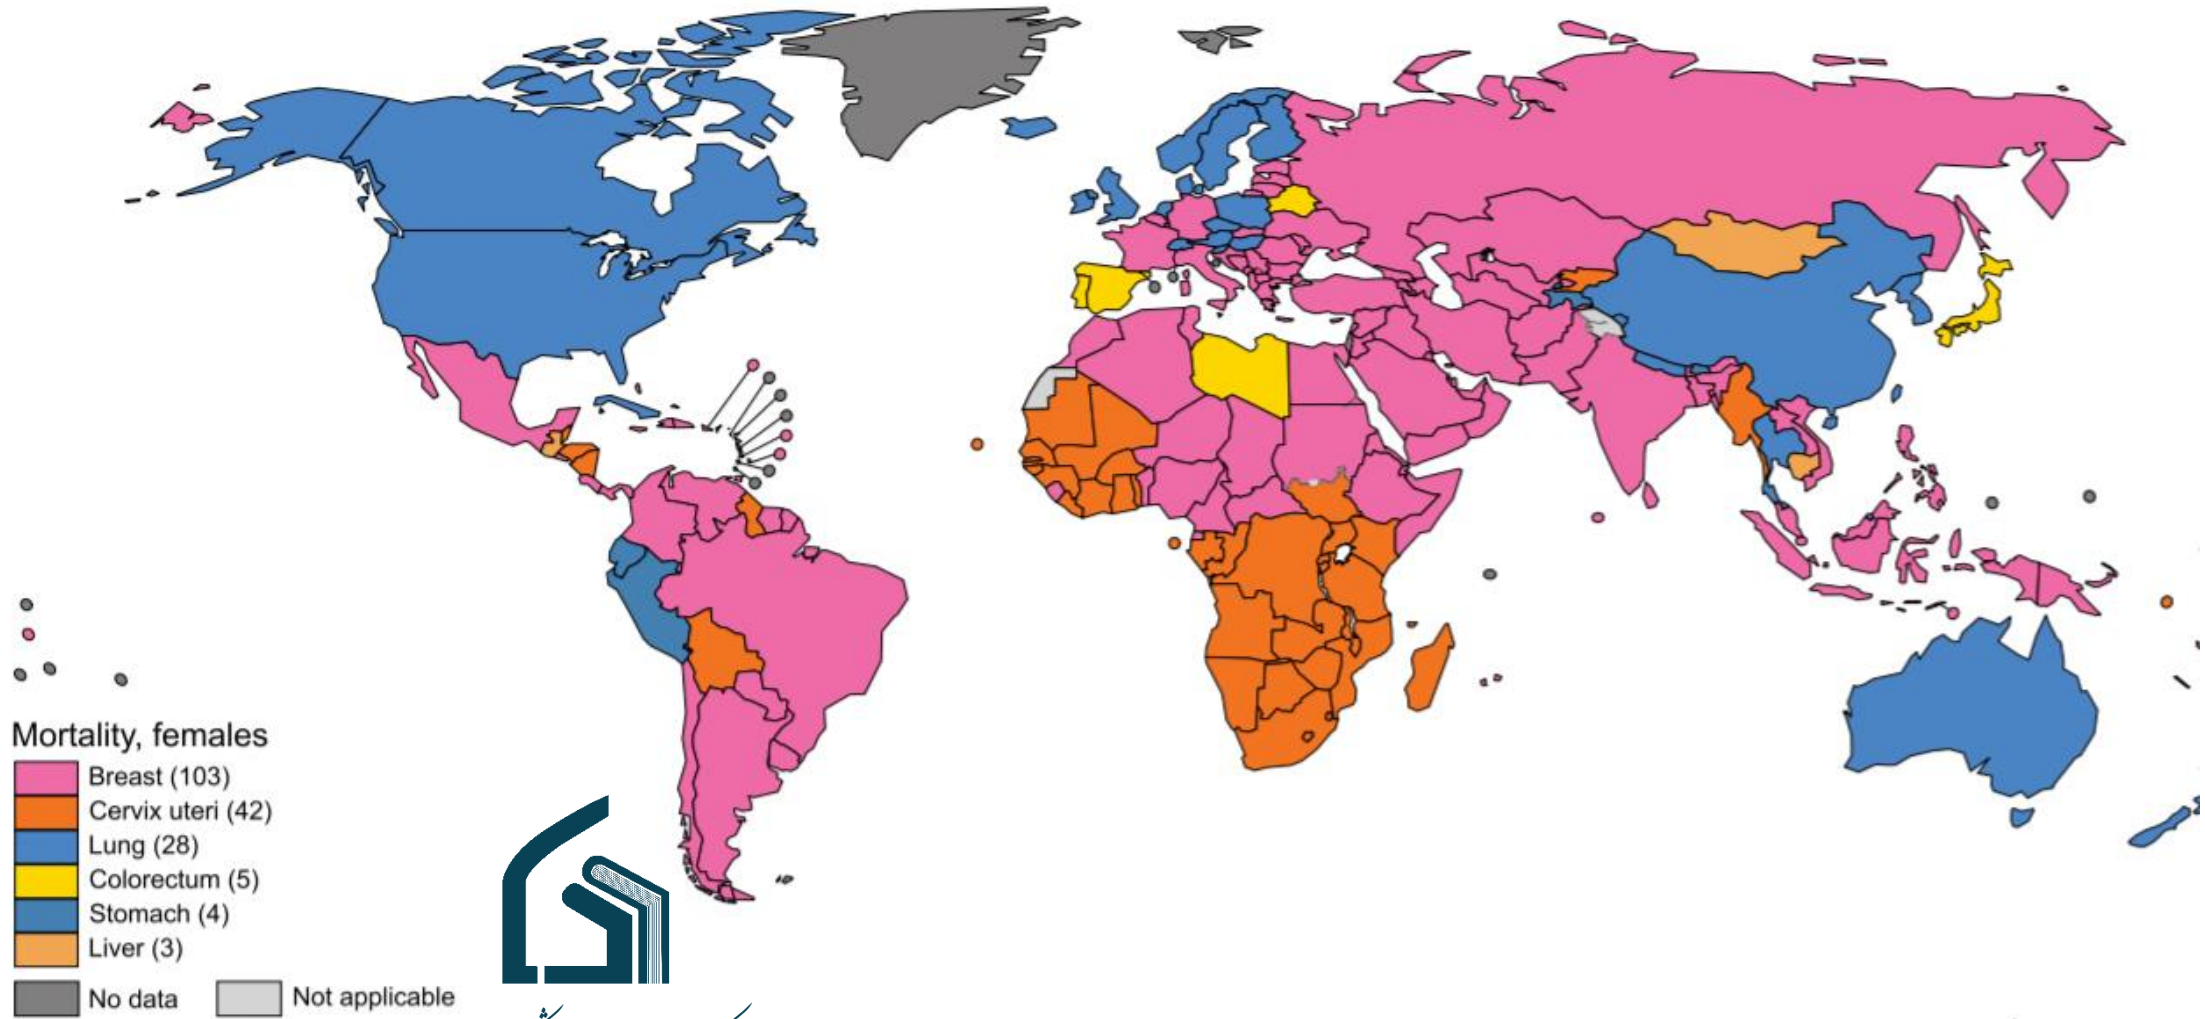 Mortality, females
Breast (103)
Cervix uteri (42)
Lung (28)
Colorectum (5)
Stomach (4)
Liver (3)
No data
Not applicable